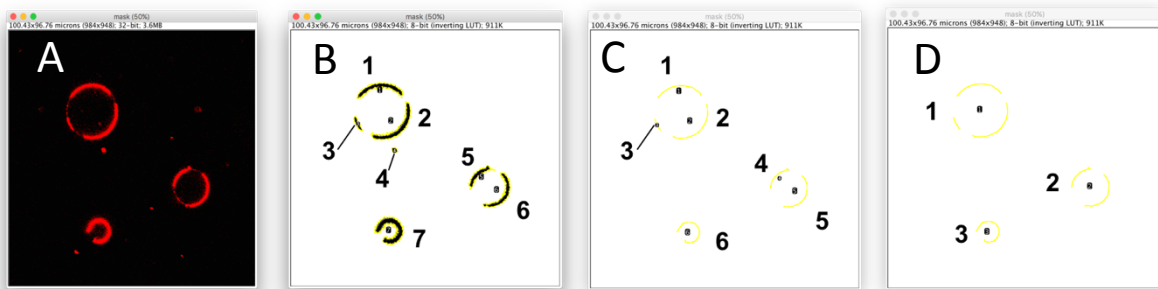 mask (50%)
100.43x96.76 microns (984x948); 32-bit; 3.6MB
A
mask (50%)
100.43x96.76 microns (984x948); 8-bit (inverting LUT); 911K
B
1
2
3
4
5
6
7
mask (50%)
100.43x96.76 microns (984x948); 8-bit (inverting LUT); 911K
C
1
2
3
4
5
6
mask (50%)
100.43x96.76 microns (984x948); 8-bit (inverting LUT); 911K
D
1
2
3